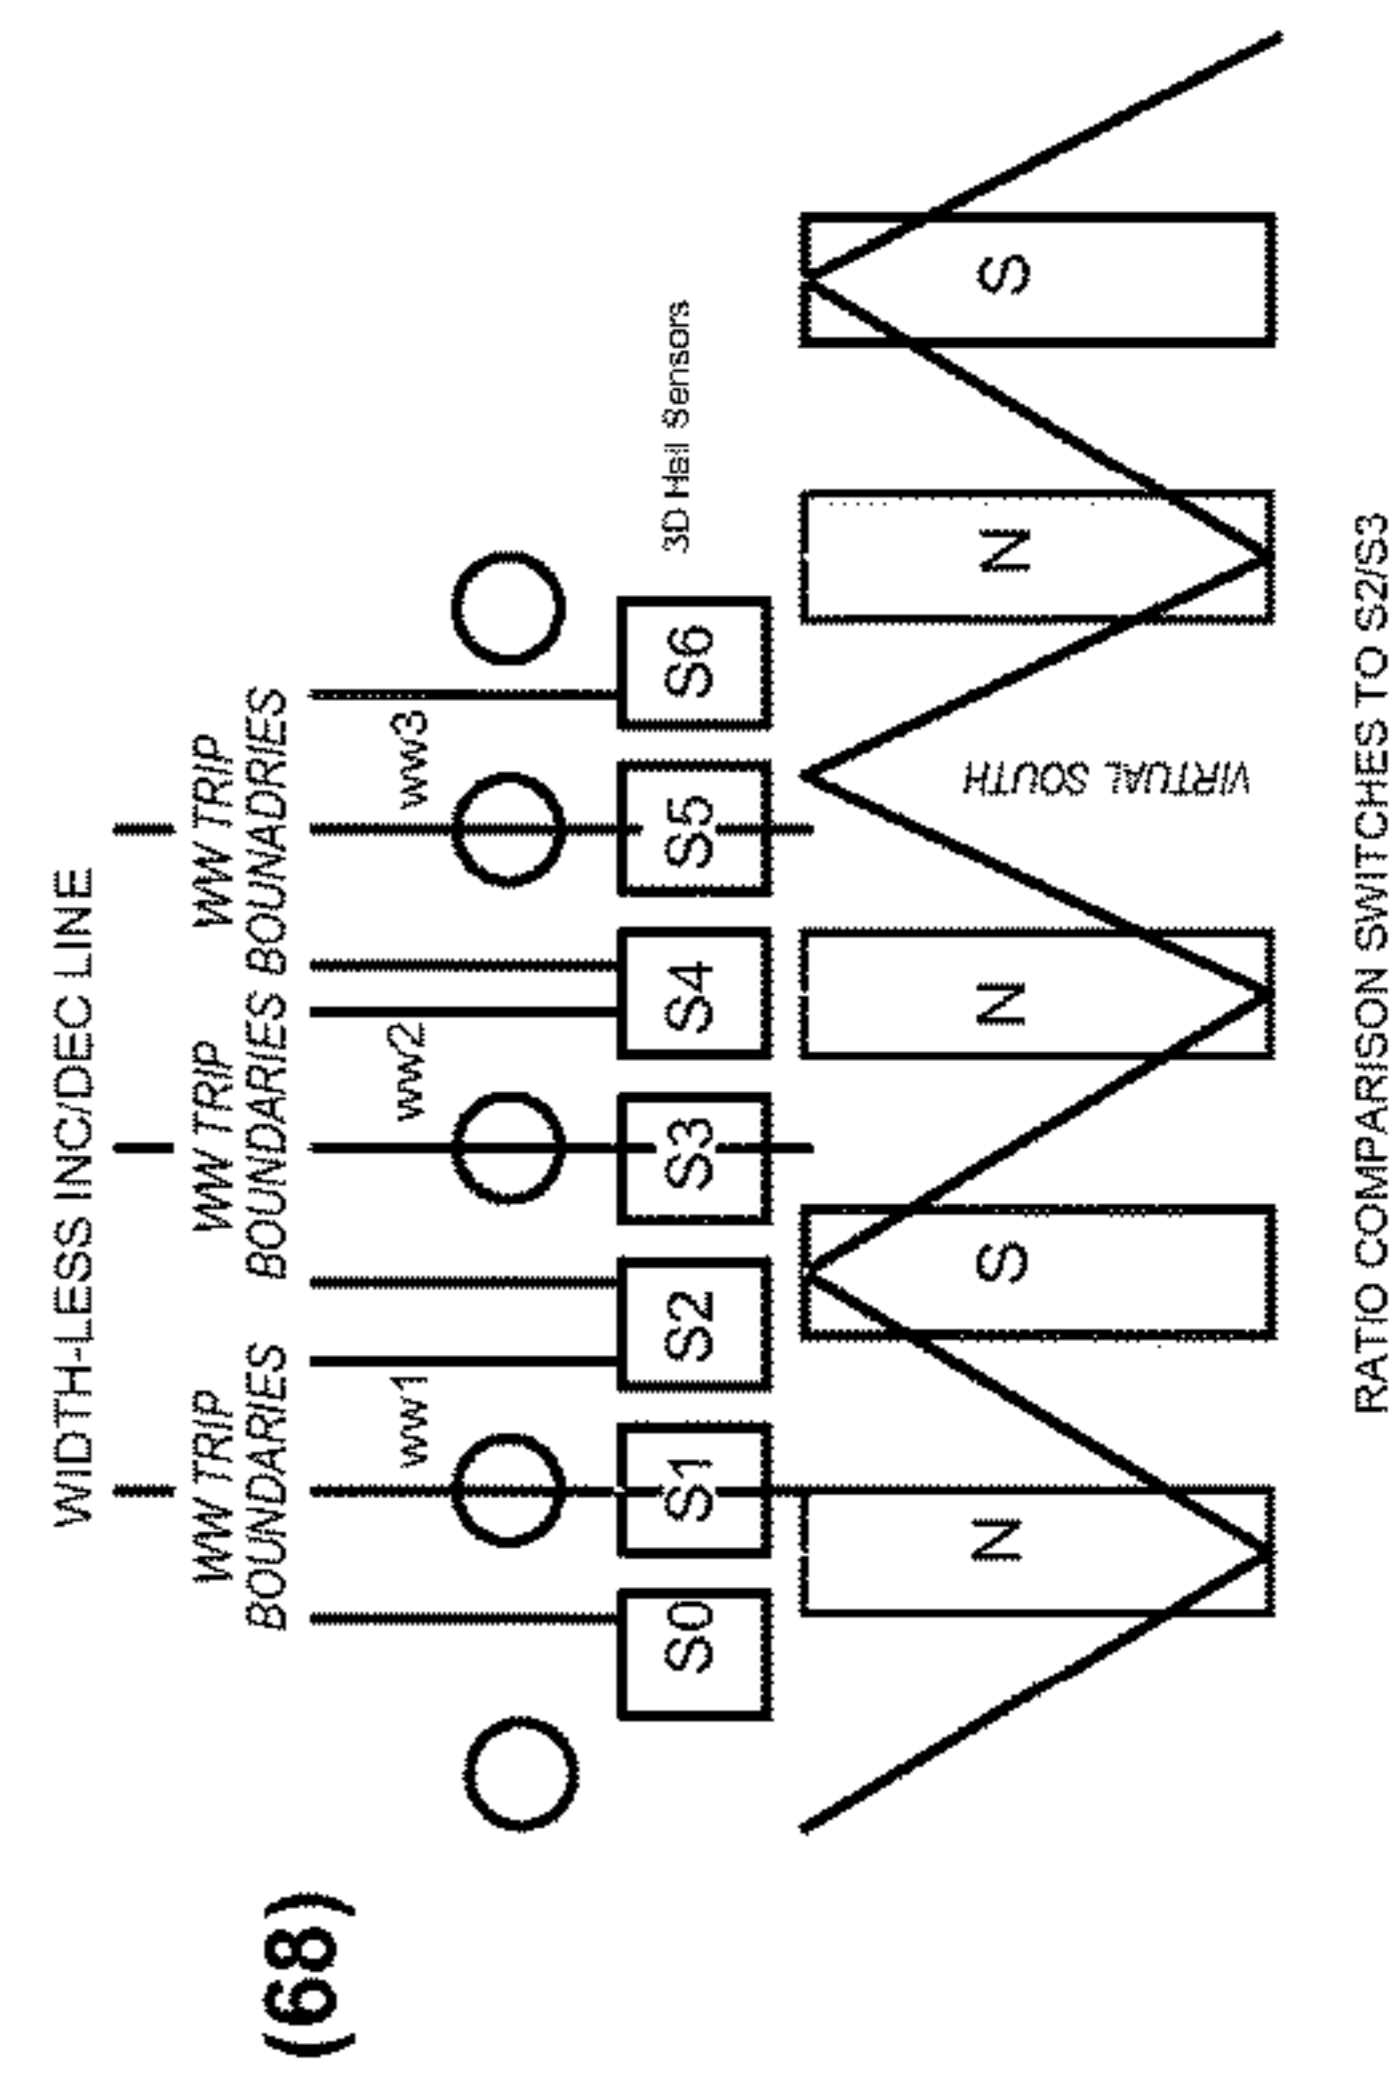 (68)
WIDTH-LESS INC/DEC LINE
WW TRIP
BOUNDARIES
WW TRIP
BOUNDARIES
WW TRIP
BOUNADRIES
ww1
ww2
ww3
S0
S1
S2
S3
S4
S5
S6
3D Hall Sensors
N
S
N
VIRTUAL SOUTH
N
S
RATIO COMPARISON SWITCHES TO S2/S3